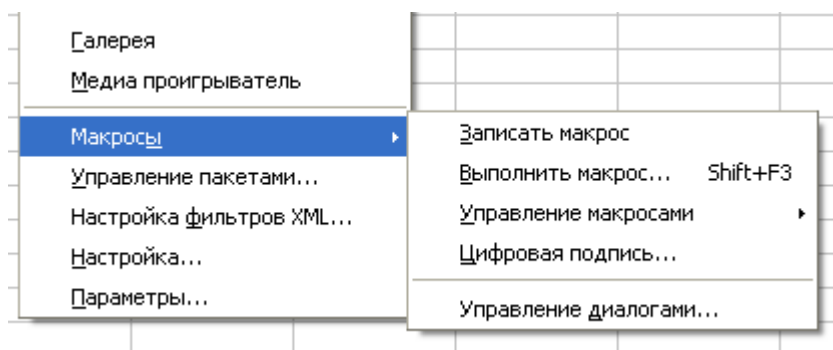 Галерея
Медиа проигрыватель
Макросы
Управление пакетами...
Настройка фильтров XML...
Настройка...
Параметры...
Записать макрос
Выполнить макрос... Shift+F3
Управление макросами
Цифровая подпись...
Управление диалогами...